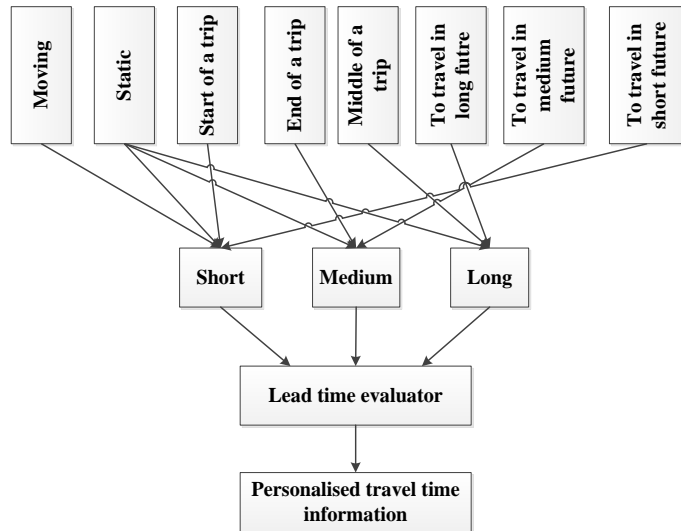 Moving
Static
Start of a trip
End of a trip
Middle of a
trip
To travel in
long futre
To travel in
medium
future
To travel in
short future
Short
Medium
Long
Lead time evaluator
Personalised travel time
information